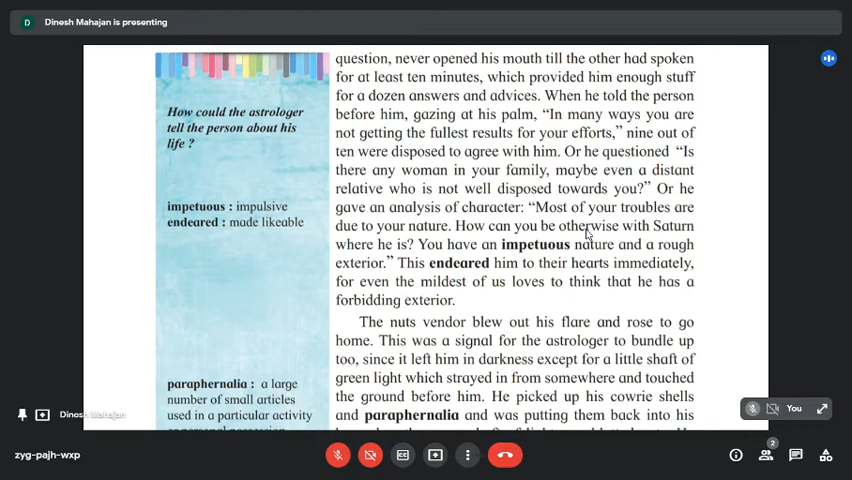 D Dinesh Mahajan is presenting
question, never opened his mouth till the other had spoken
for at least ten minutes, which provided him enough stuff
for a dozen answers and advices. When he told the person
before him, gazing at his palm, “In many ways you are
not getting the fullest results for your efforts,” nine out of
ten were disposed to agree with him. Or he questioned “Is
there any woman in your family, maybe even a distant
relative who is not well disposed towards you?” Or he
gave an analysis of character: “Most of your troubles are
due to your nature. How can you be otherwise with Saturn
where he is? You have an impetuous nature and a rough
exterior.” This endeared him to their hearts immediately,
for even the mildest of us loves to think that he has a
forbidding exterior.
The nuts vendor blew out his flare and rose to go
home. This was a signal for the astrologer to bundle up
too, since it left him in darkness except for a little shaft of
green light which strayed in from somewhere and touched
the ground before him. He picked up his cowrie shells
and paraphernalia and was putting them back into his
How could the astrologer
tell the person about his
life ?
impetuous : impulsive
endeared : made likeable
paraphernalia : a large
number of small articles
used in a particular activity
Dinesh Mahajan
You
zyg-pajh-wxp
2